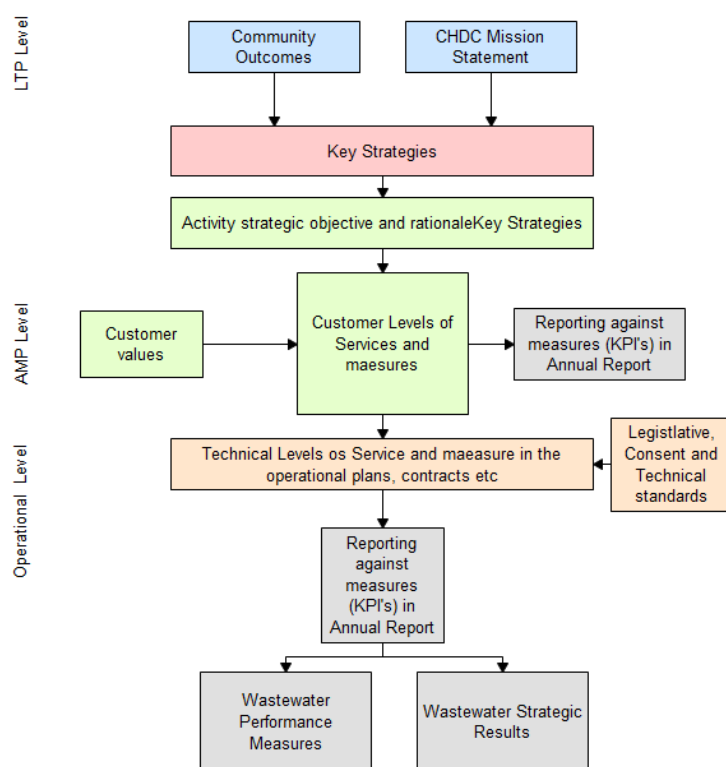 LTP Level
Community
Outcomes
CHDC Mission
Statement
Key Strategies
Activity strategic objective and rationaleKey Strategies
AMP Level
Customer
values
Customer Levels of
Services and
maesures
Reporting against
measures (KPI's) in
Annual Report
Operational Level
Technical Levels os Service and maeasure in the
operational plans, contracts etc
Legistlative,
Consent and
Technical
standards
Reporting
against
measures
(KPI's) in
Annual Report
Wastewater
Performance
Measures
Wastewater Strategic
Results